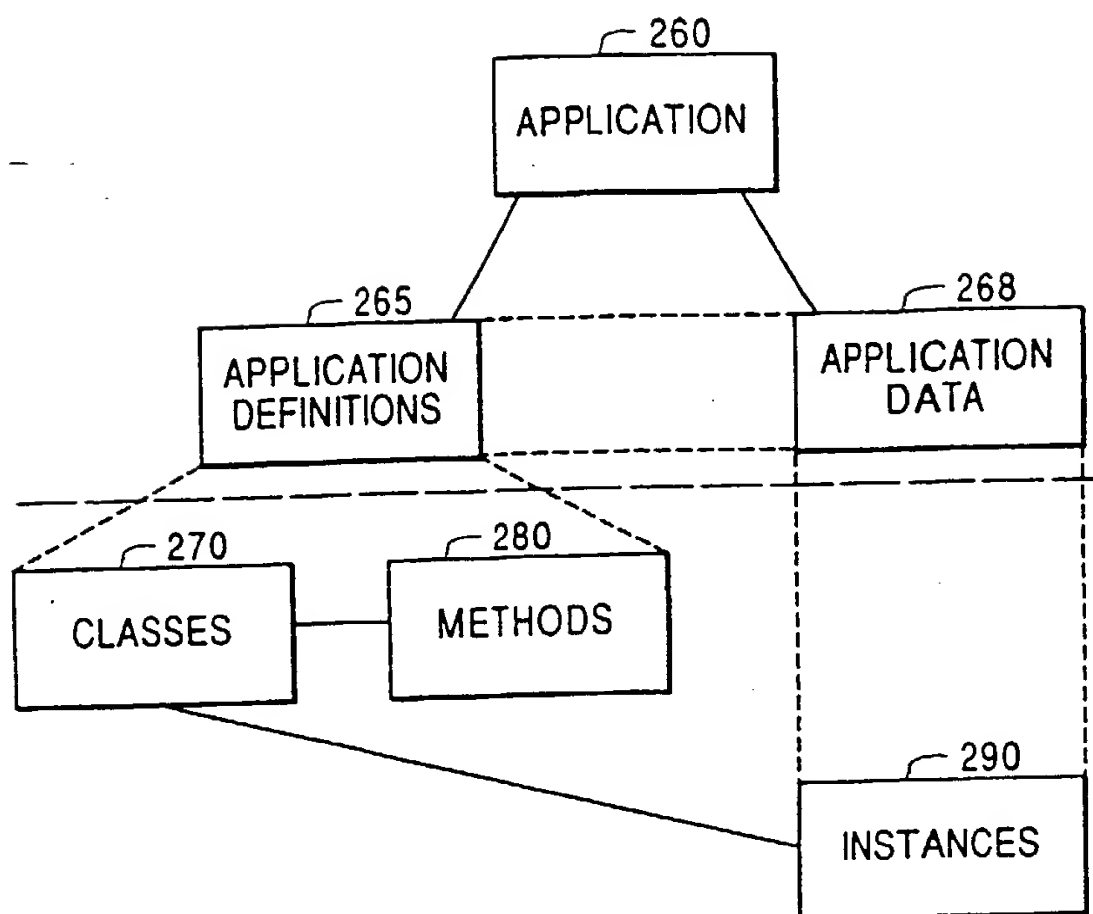 260
APPLICATION
265
268
APPLICATION
DEFINITIONS
APPLICATION
DATA
270
280
CLASSES
METHODS
290
INSTANCES